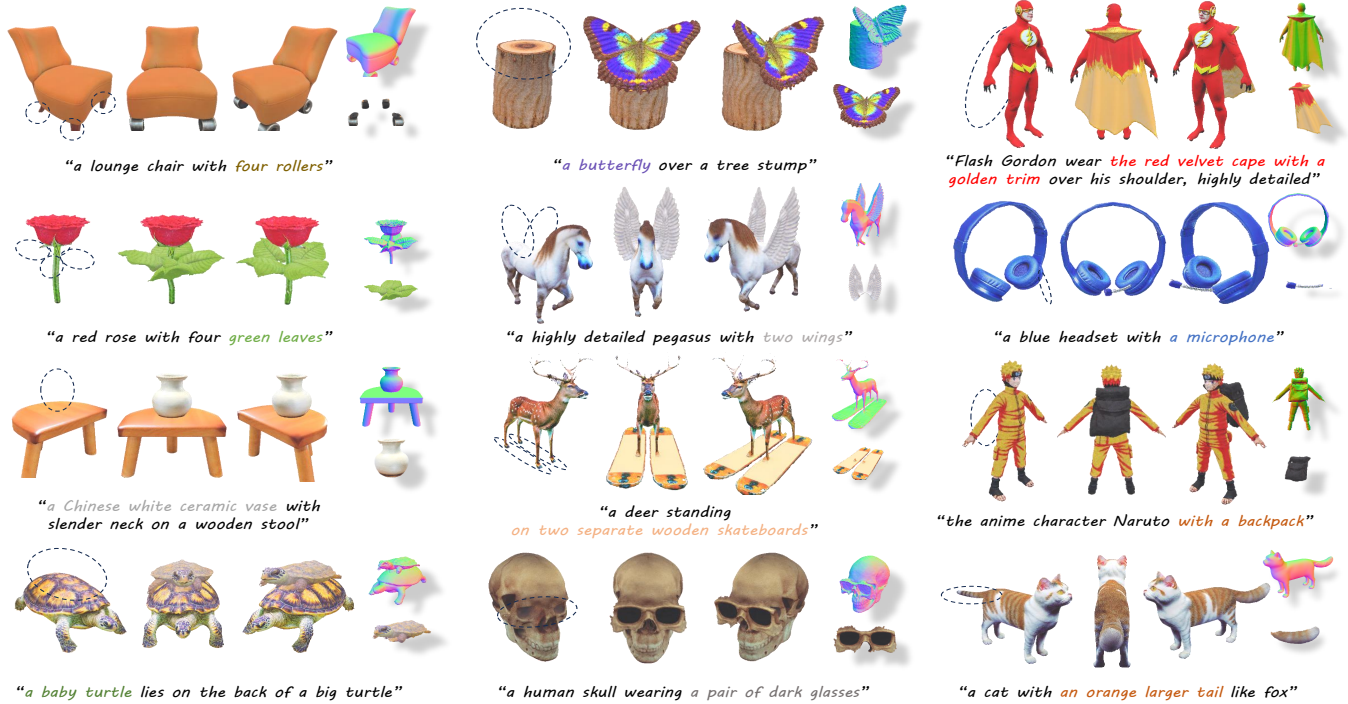 “a lounge chair with four rollers”
“a butterfly over a tree stump”
“Flash Gordon wear the red velvet cape with a
golden trim over his shoulder, highly detailed”
“a red rose with four green leaves”
“a highly detailed pegasus with two wings”
“a blue headset with a microphone”
“a Chinese white ceramic vase with
slender neck on a wooden stool”
“a deer standing
on two separate wooden skateboards”
“the anime character Naruto with a backpack”
“a baby turtle lies on the back of a big turtle”
“a human skull wearing a pair of dark glasses”
“a cat with an orange larger tail like fox”